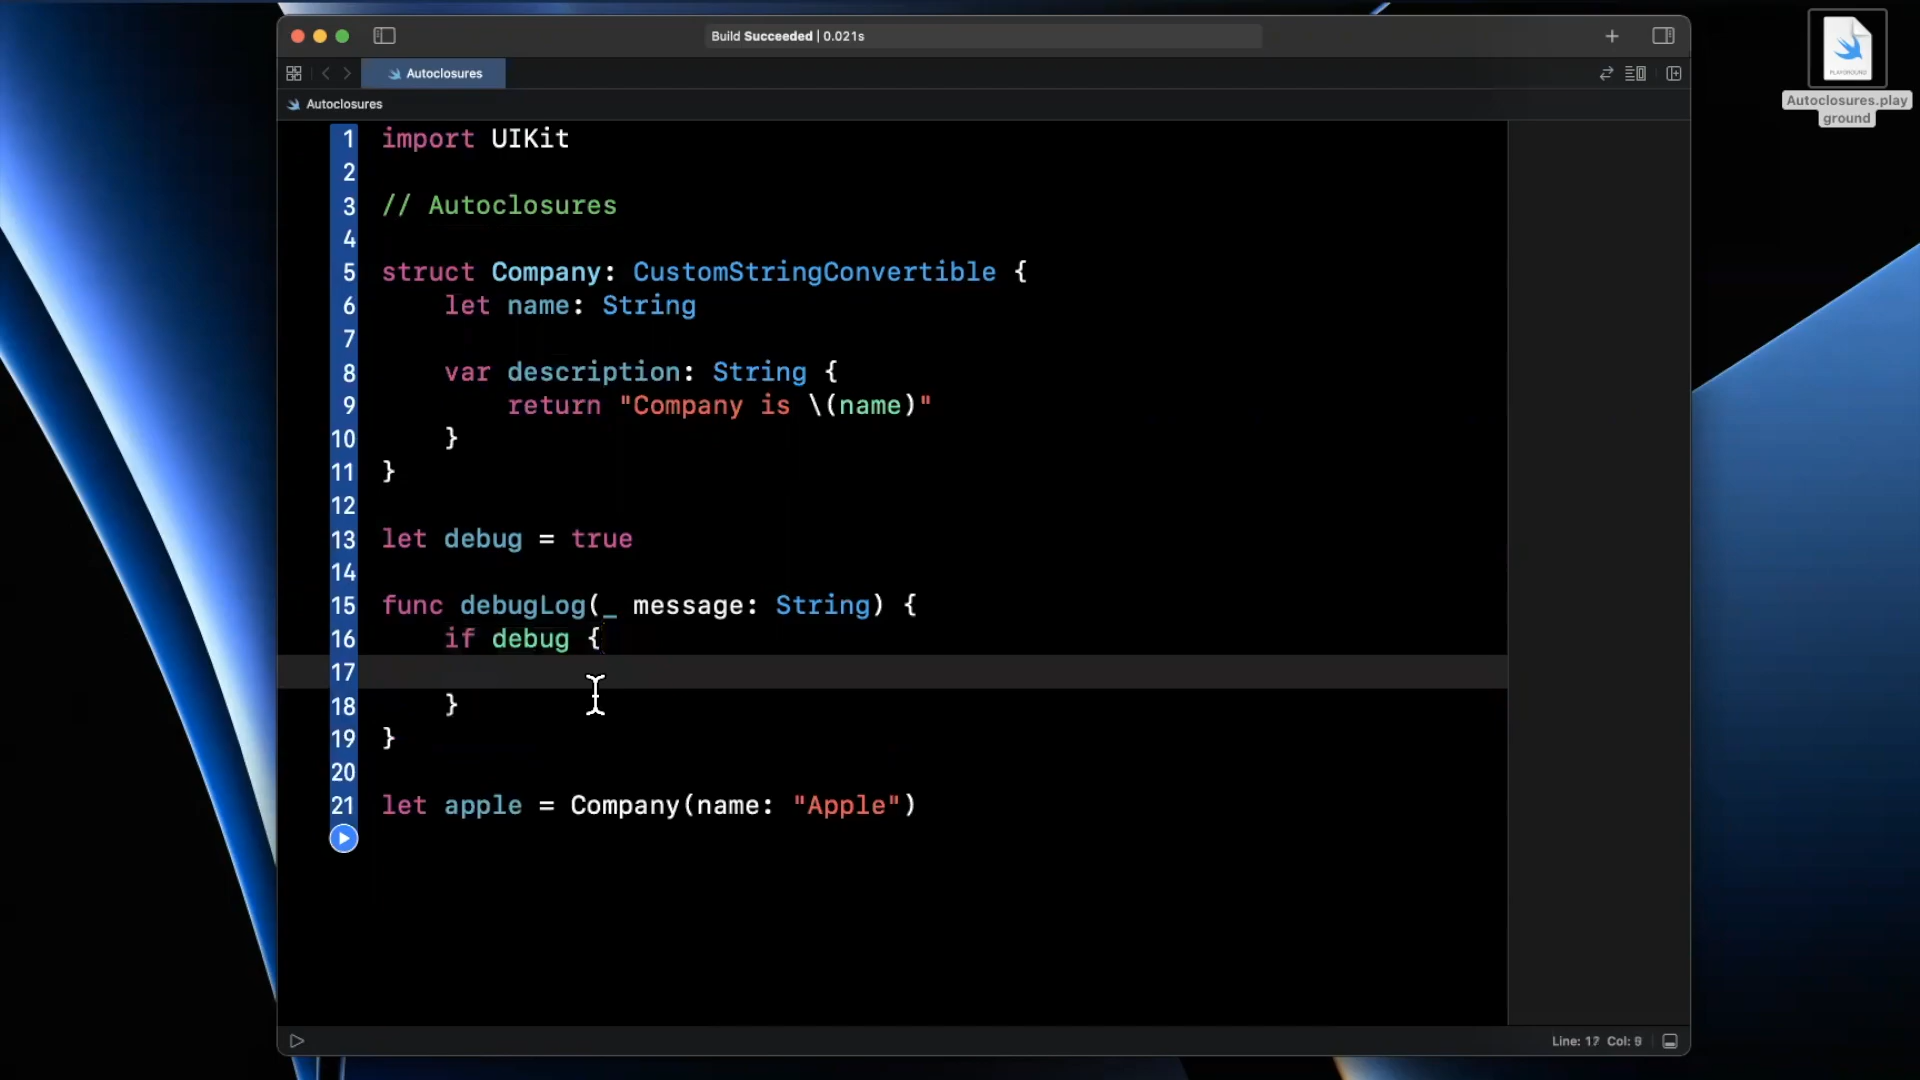 Build Succeeded | 0.021s
Autoclosures
Autoclosures
1 import UIKit
2
3 // Autoclosures
4
5 struct Company: CustomStringConvertible {
6 let name: String
7
8 var description: String {
9 return "Company is \(name)"
10 }
11 }
12
13 let debug = true
14
15 func debugLog(_ message: String) {
16 if debug {
17
18 }
19 }
20
21 let apple = Company(name: "Apple")
Line: 17 Col: 9
PLAYGROUND
Autoclosures.play
ground